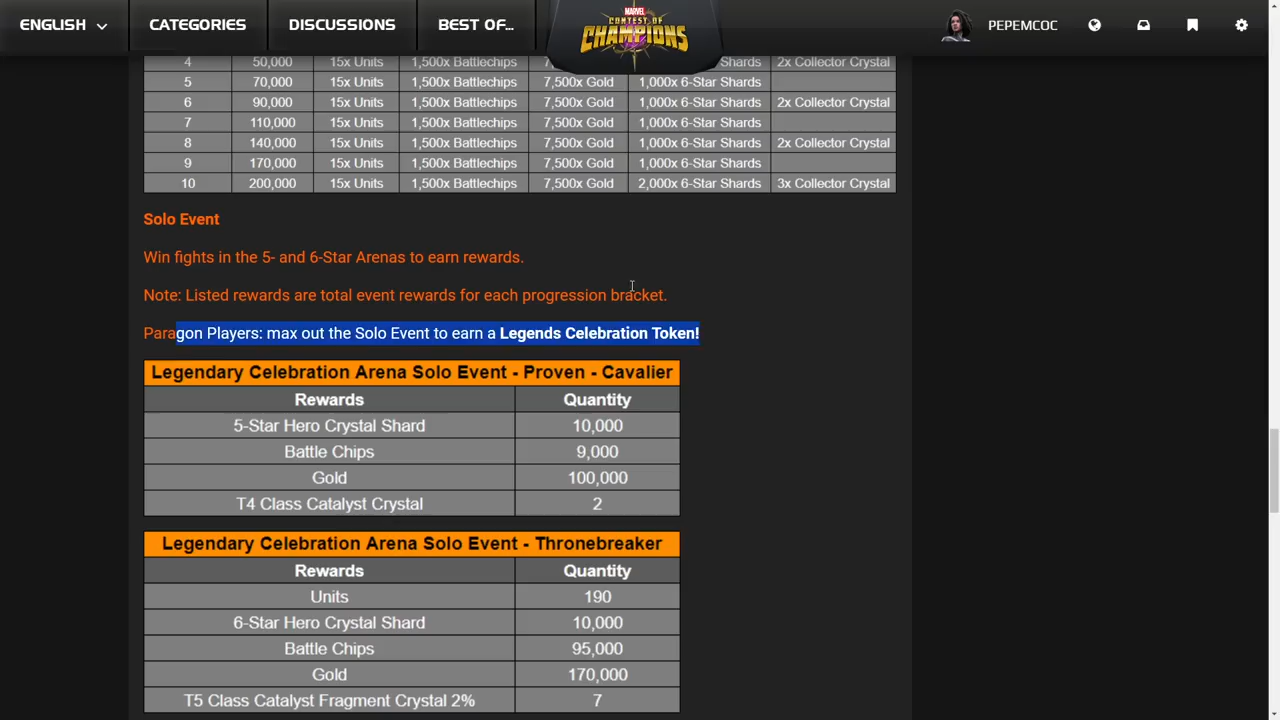 ENGLISH CATEGORIES DISCUSSIONS BEST OF... MARVEL CONTEST OF CHAMPIONS PEPEMCOC
4 50,000 15x Units 1,500x Battlechips Shards 2x Collector Crystal
5 70,000 15x Units 1,500x Battlechips 7,500x Gold 1,000x 6-Star Shards
6 90,000 15x Units 1,500x Battlechips 7,500x Gold 1,000x 6-Star Shards 2x Collector Crystal
7 110,000 15x Units 1,500x Battlechips 7,500x Gold 1,000x 6-Star Shards
8 140,000 15x Units 1,500x Battlechips 7,500x Gold 1,000x 6-Star Shards 2x Collector Crystal
9 170,000 15x Units 1,500x Battlechips 7,500x Gold 1,000x 6-Star Shards
10 200,000 15x Units 1,500x Battlechips 7,500x Gold 2,000x 6-Star Shards 3x Collector Crystal
Solo Event
Win fights in the 5- and 6-Star Arenas to earn rewards.
Note: Listed rewards are total event rewards for each progression bracket.
Paragon Players: max out the Solo Event to earn a Legends Celebration Token!
Legendary Celebration Arena Solo Event - Proven - Cavalier
Rewards Quantity
5-Star Hero Crystal Shard 10,000
Battle Chips 9,000
Gold 100,000
T4 Class Catalyst Crystal 2
Legendary Celebration Arena Solo Event - Thronebreaker
Rewards Quantity
Units 190
6-Star Hero Crystal Shard 10,000
Battle Chips 95,000
Gold 170,000
T5 Class Catalyst Fragment Crystal 2% 7